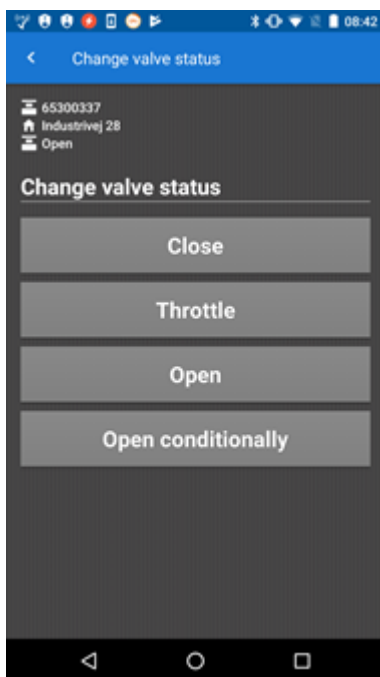 08:42
Change valve status
65300337
Industrivej 28
Open
Change valve status
Close
Throttle
Open
Open conditionally